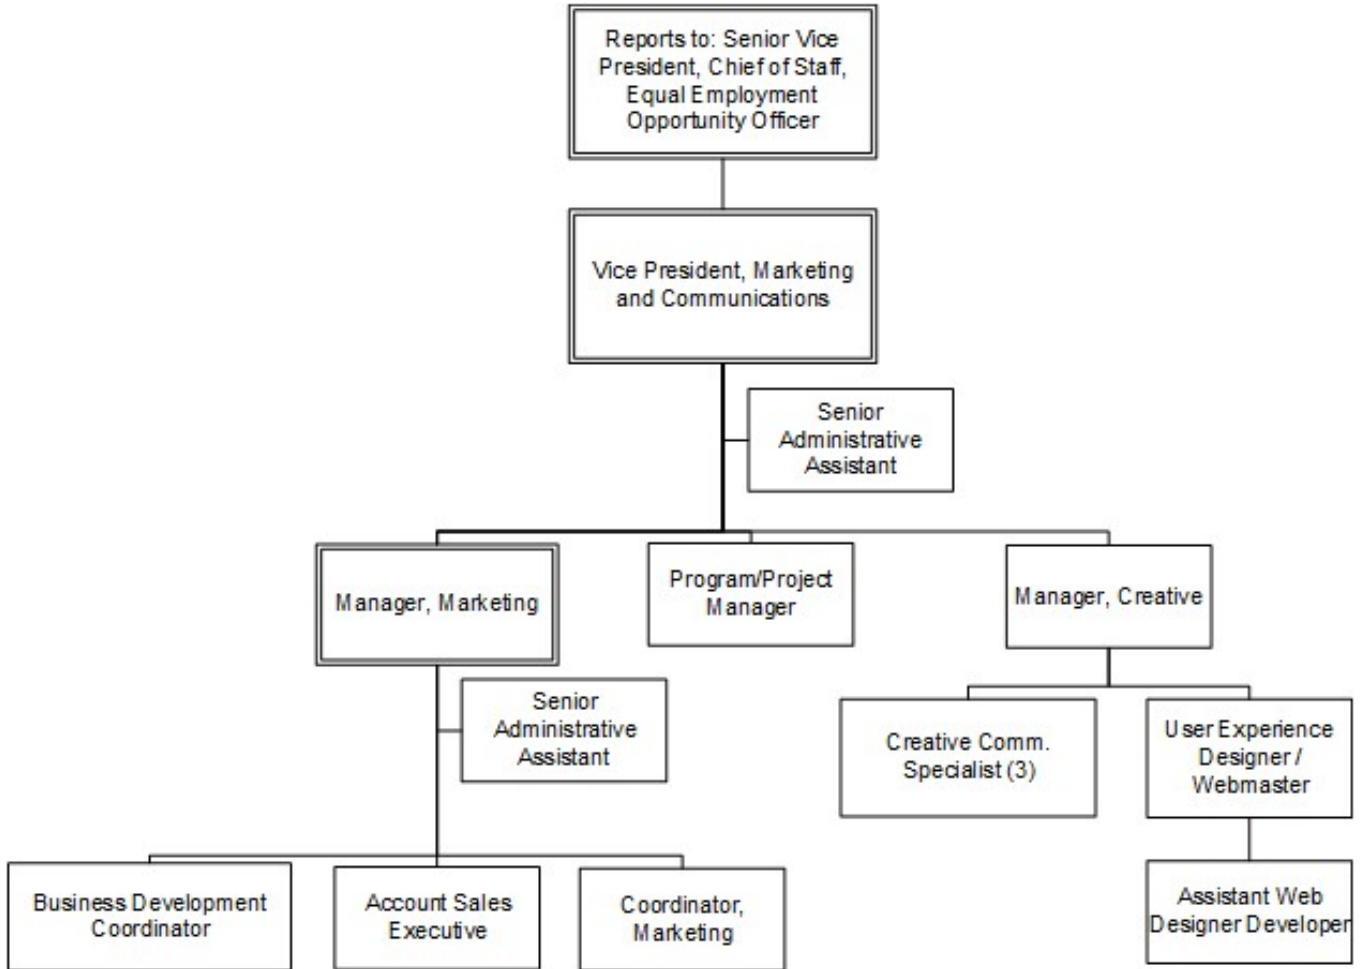 Reports to: Senior Vice
President, Chief of Staff,
Equal Employment
Opportunity Officer
Vice President, Marketing
and Communications
Senior
Administrative
Assistant
Manager, Marketing
Program/Project
Manager
Manager, Creative
Senior
Administrative
Assistant
Creative Comm.
Specialist (3)
User Experience
Designer /
Webmaster
Business Development
Coordinator
Account Sales
Executive
Coordinator,
Marketing
Assistant Web
Designer Developer